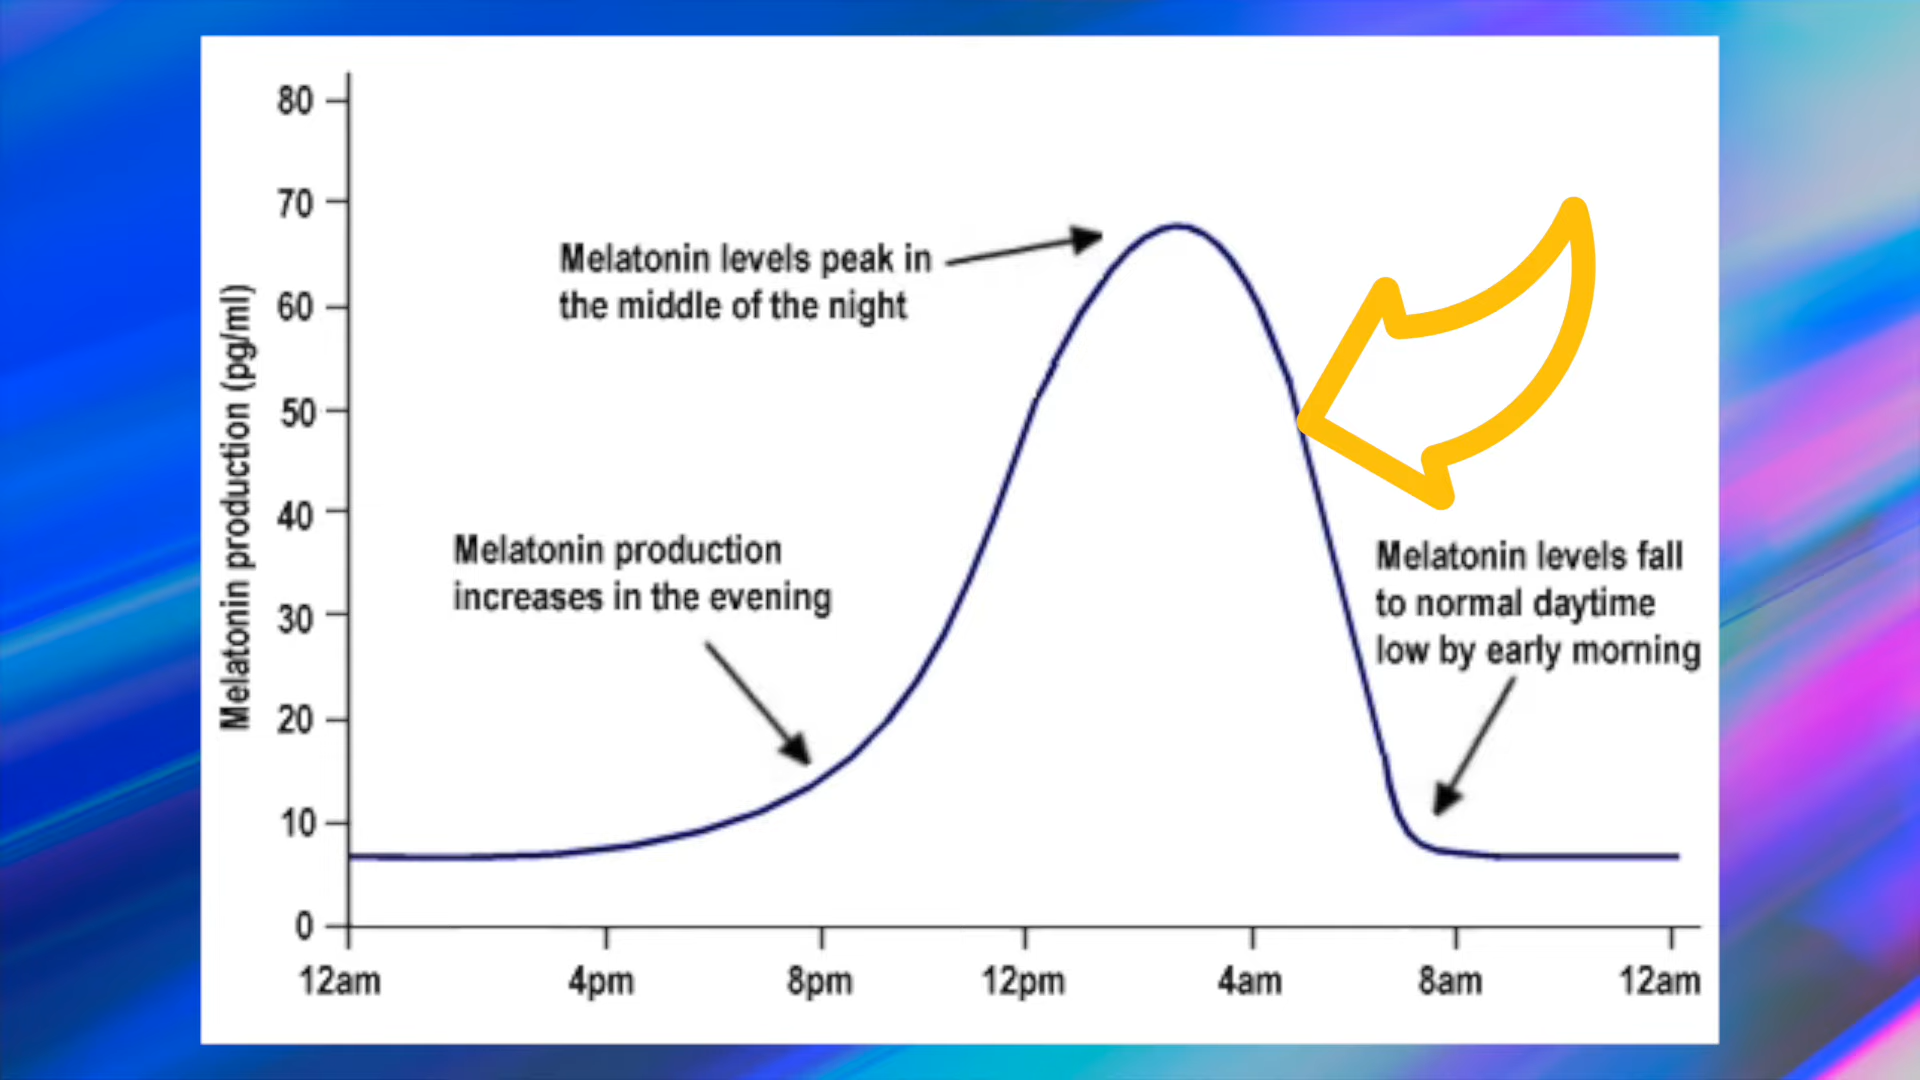 80
70
60
50
40
30
20
10
0
Melatonin production (pg/ml)
Melatonin levels peak in
the middle of the night
Melatonin production
increases in the evening
Melatonin levels fall
to normal daytime
low by early morning
12am 4pm 8pm 12pm 4am 8am 12am